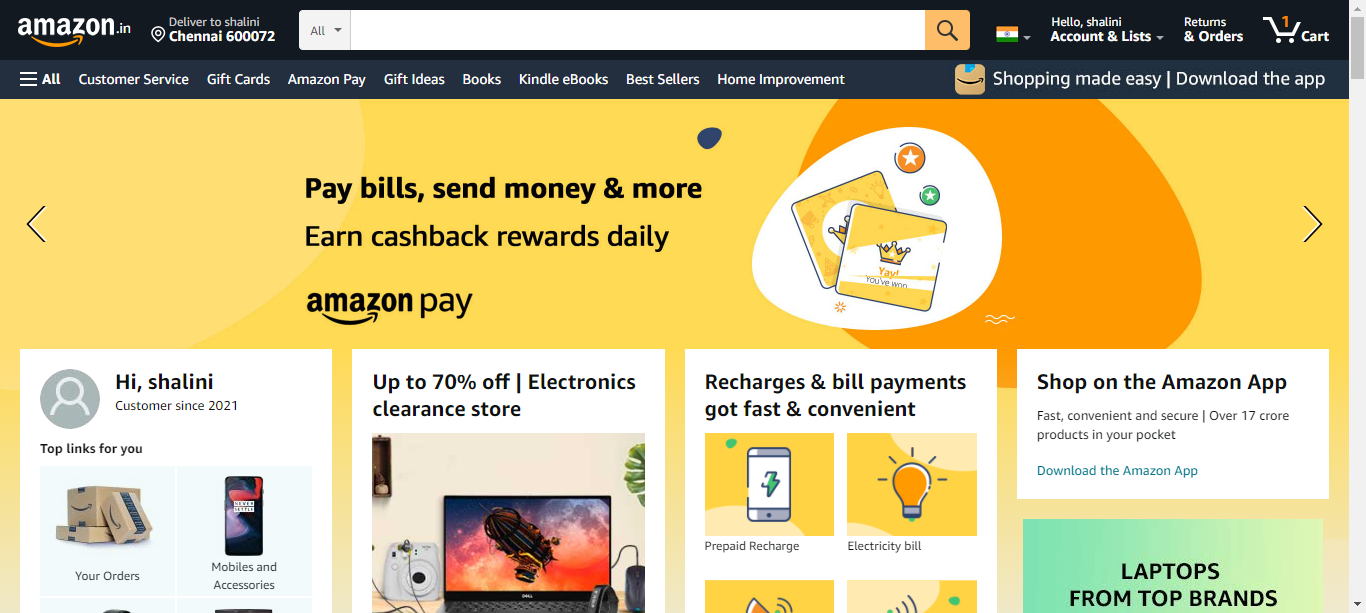 amazon.in
Deliver to shalini
Chennai 600072
All
Hello, shalini
Account & Lists
Returns
& Orders
1
Cart
All
Customer Service
Gift Cards
Amazon Pay
Gift Ideas
Books
Kindle eBooks
Best Sellers
Home Improvement
Shopping made easy | Download the app
Pay bills, send money & more
Earn cashback rewards daily
amazon pay
Yay!
You've won
Hi, shalini
Customer since 2021
Top links for you
Your Orders
Mobiles and
Accessories
Up to 70% off | Electronics
clearance store
DELL
Recharges & bill payments
got fast & convenient
Prepaid Recharge
Electricity bill
Shop on the Amazon App
Fast, convenient and secure | Over 17 crore
products in your pocket
Download the Amazon App
LAPTOPS
FROM TOP BRANDS